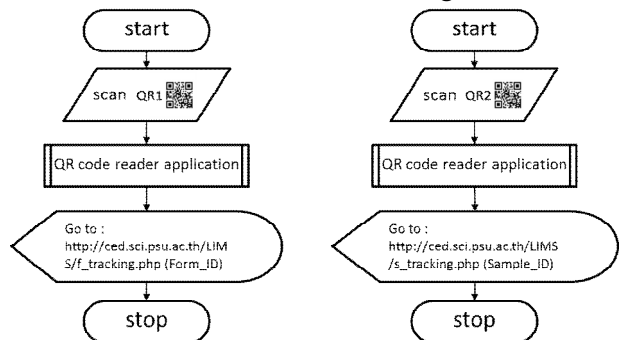 start
scan QR1
QR code reader application
Go to :
http://ced.sci.psu.ac.th/LIM
S/f_tracking.php (Form_ID)
stop
start
scan QR2
QR code reader application
Go to :
http://ced.sci.psu.ac.th/LIMS
/s_tracking.php (Sample_ID)
stop